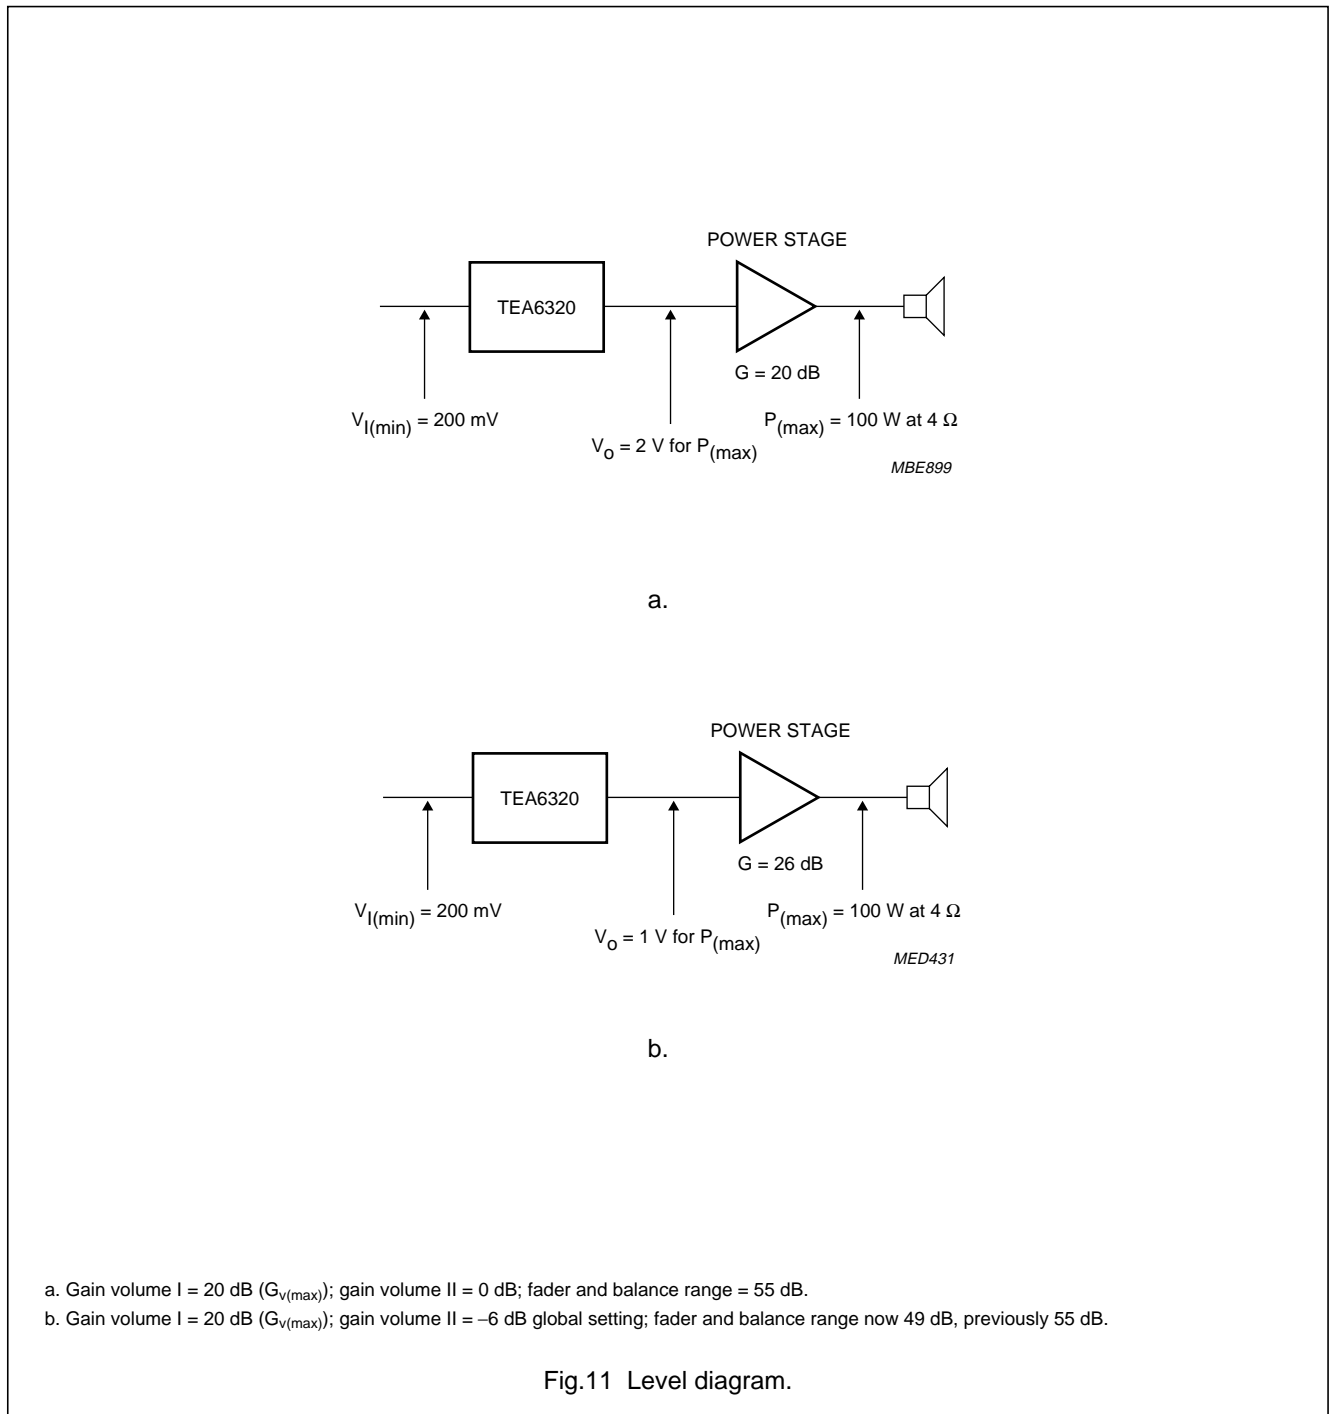 POWER STAGE
TEA6320
G = 20 dB
V_I(min) = 200 mV
P_(max) = 100 W at 4 Ω
V_o = 2 V for P_(max)
MBE899
a.
POWER STAGE
TEA6320
G = 26 dB
V_I(min) = 200 mV
P_(max) = 100 W at 4 Ω
V_o = 1 V for P_(max)
MED431
b.
a. Gain volume I = 20 dB (G_v(max)); gain volume II = 0 dB; fader and balance range = 55 dB.
b. Gain volume I = 20 dB (G_v(max)); gain volume II = −6 dB global setting; fader and balance range now 49 dB, previously 55 dB.
Fig.11 Level diagram.